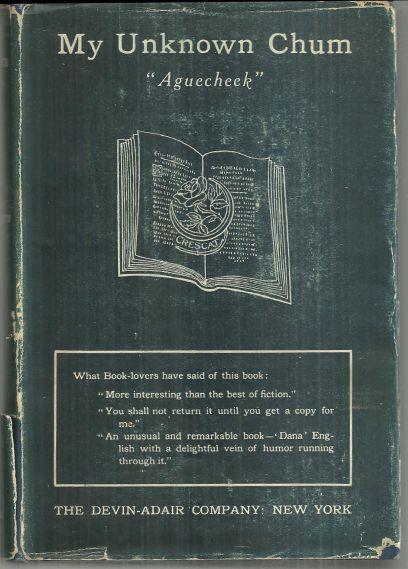 My Unknown Chum
"Aguecheek"
CRESCAT
What Book-lovers have said of this book:
"More interesting than the best of fiction."
"You shall not return it until you get a copy for
me."
"An unusual and remarkable book—'Dana' Eng-
lish with a delightful vein of humor running
through it."
THE DEVIN-ADAIR COMPANY: NEW YORK